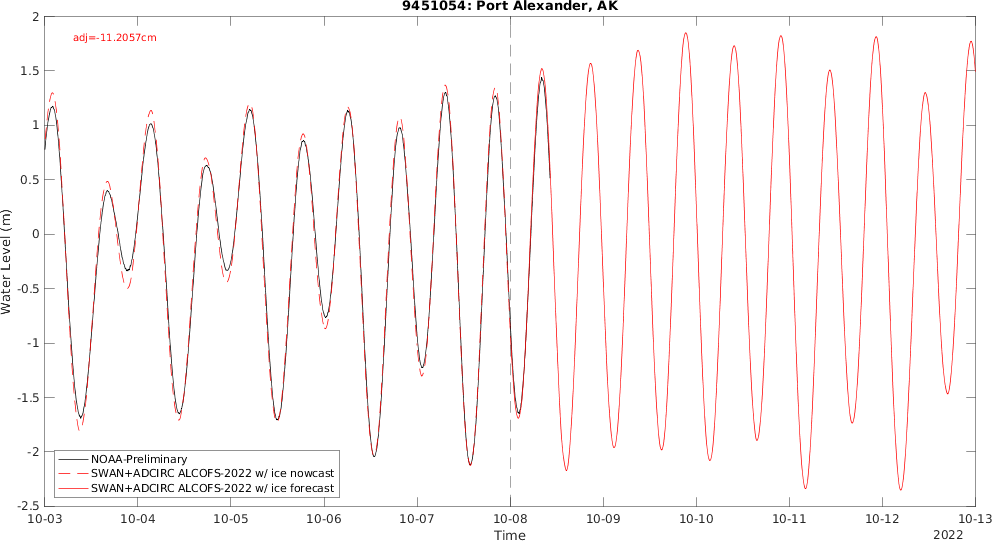 9451054: Port Alexander, AK
adj=-11.2057cm
2
1.5
1
0.5
0
-0.5
-1
-1.5
-2
-2.5
Water Level (m)
NOAA-Preliminary
SWAN+ADCIRC ALCOFS-2022 w/ ice nowcast
SWAN+ADCIRC ALCOFS-2022 w/ ice forecast
10-03 10-04 10-05 10-06 10-07 10-08 10-09 10-10 10-11 10-12 10-13
Time
2022